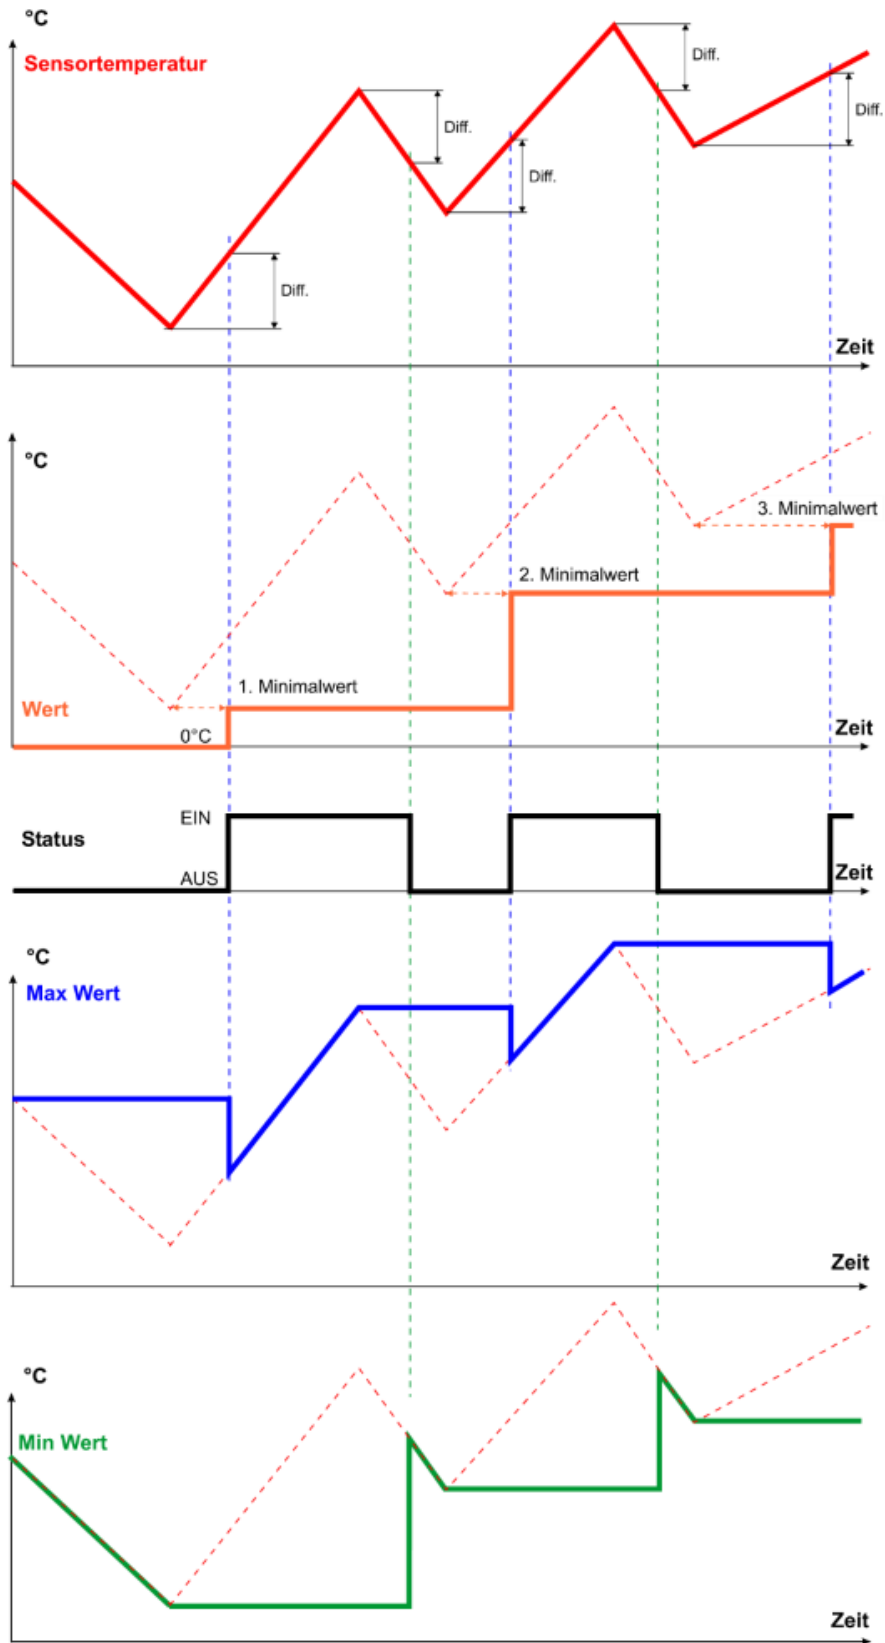 °C
Sensortemperatur
Diff.
Diff.
Diff.
Diff.
Diff.
Zeit
°C
3. Minimalwert
2. Minimalwert
1. Minimalwert
Wert
0°C
Zeit
EIN
Status
AUS
Zeit
°C
Max Wert
Zeit
°C
Min Wert
Zeit